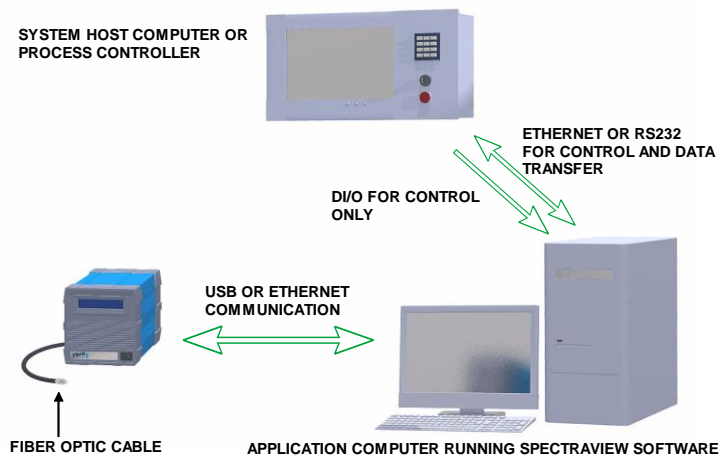 SYSTEM HOST COMPUTER OR
PROCESS CONTROLLER
ETHERNET OR RS232
FOR CONTROL AND DATA
TRANSFER
DI/O FOR CONTROL
ONLY
USB OR ETHERNET
COMMUNICATION
verity
FIBER OPTIC CABLE
APPLICATION COMPUTER RUNNING SPECTRAVIEW SOFTWARE